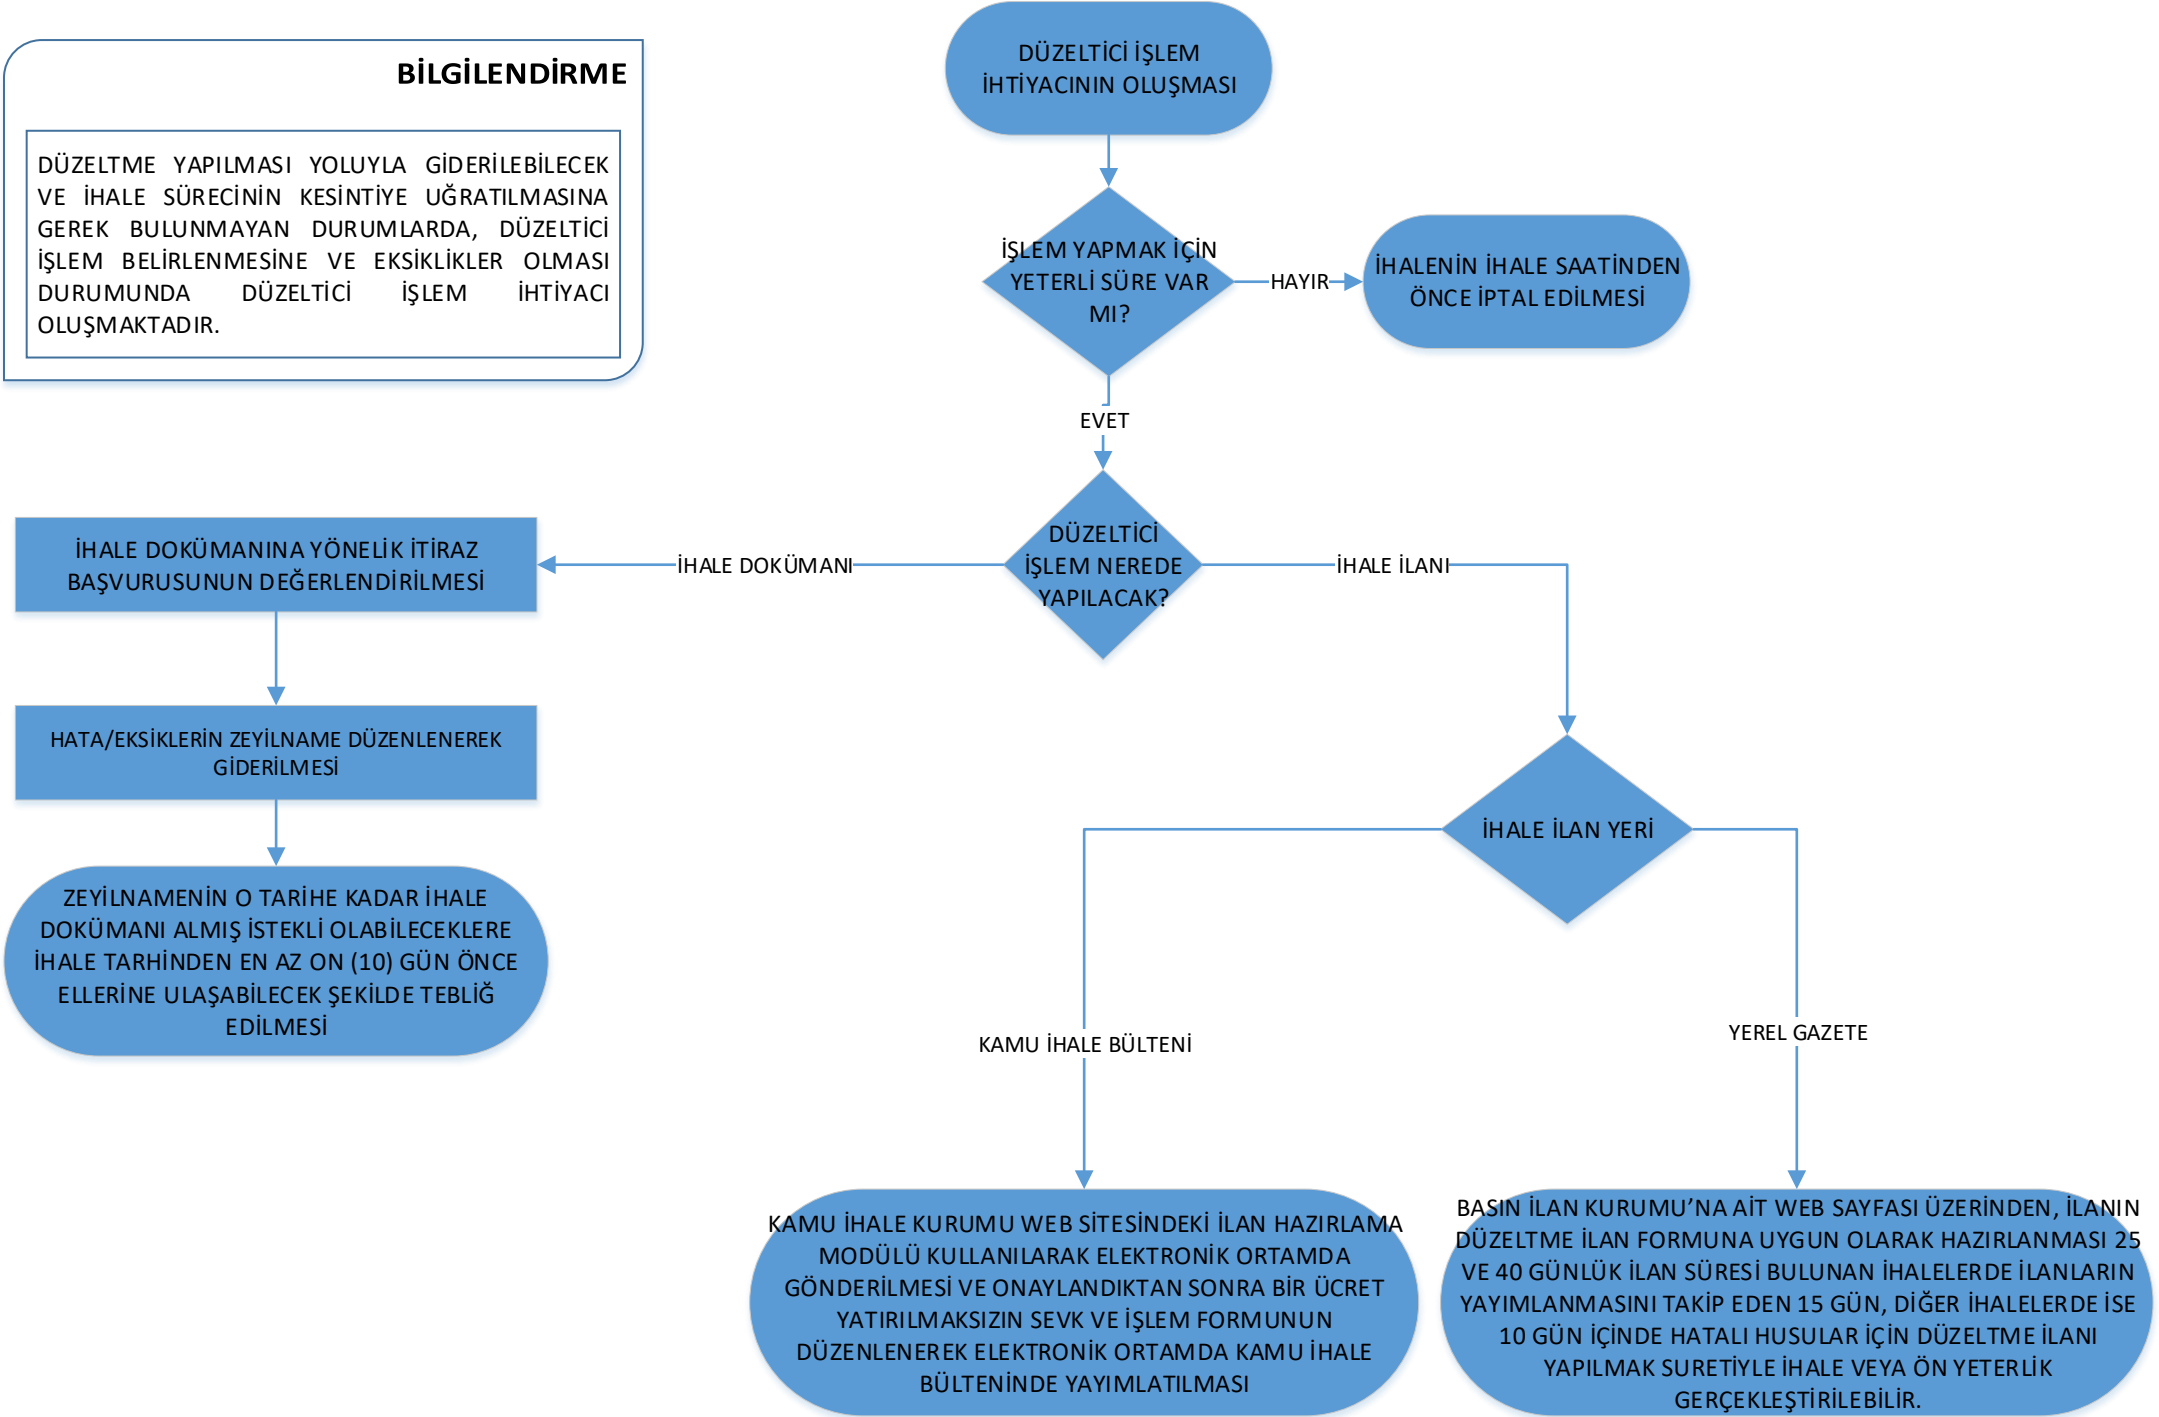 BİLGİLENDİRME
DÜZELTME YAPILMASI YOLUYLA GİDERİLEBİLECEK
VE İHALE SÜRECİNİN KESİNTİYE UĞRATILMASINA
GEREK BULUNMAYAN DURUMLARDA, DÜZELTİCİ
İŞLEM BELİRLENMESİNE VE EKSİKLİKLER OLMASI
DURUMUNDA DÜZELTİCİ İŞLEM İHTİYACI
OLUŞMAKTADIR.
DÜZELTİCİ İŞLEM
İHTİYACININ OLUŞMASI
İŞLEM YAPMAK İÇİN
YETERLİ SÜRE VAR
MI?
HAYIR
İHALENİN İHALE SAATİNDEN
ÖNCE İPTAL EDİLMESİ
EVET
DÜZELTİCİ
İŞLEM NEREDE
YAPILACAK?
İHALE DOKÜMANI
İHALE İLANI
İHALE DOKÜMANINA YÖNELİK İTİRAZ
BAŞVURUSUNUN DEĞERLENDİRİLMESİ
HATA/EKSİKLERİN ZEYİLNAME DÜZENLENEREK
GİDERİLMESİ
ZEYİLNAMENİN O TARİHE KADAR İHALE
DOKÜMANI ALMIŞ İSTEKLİ OLABİLECEKLERE
İHALE TARHİNDEN EN AZ ON (10) GÜN ÖNCE
ELLERİNE ULAŞABİLECEK ŞEKİLDE TEBLİĞ
EDİLMESİ
İHALE İLAN YERİ
KAMU İHALE BÜLTENİ
YEREL GAZETE
KAMU İHALE KURUMU WEB SİTESİNDEKİ İLAN HAZIRLAMA
MODÜLÜ KULLANILARAK ELEKTRONİK ORTAMDA
GÖNDERİLMESİ VE ONAYLANDIKTAN SONRA BİR ÜCRET
YATIRILMAKSIZIN SEVK VE İŞLEM FORMUNUN
DÜZENLENEREK ELEKTRONİK ORTAMDA KAMU İHALE
BÜLTENİNDE YAYIMLATILMASI
BASIN İLAN KURUMU’NA AİT WEB SAYFASI ÜZERİNDEN, İLANIN
DÜZELTME İLAN FORMUNA UYGUN OLARAK HAZIRLANMASI 25
VE 40 GÜNLÜK İLAN SÜRESİ BULUNAN İHALELERDE İLANLARIN
YAYIMLANMASINI TAKİP EDEN 15 GÜN, DİĞER İHALELERDE İSE
10 GÜN İÇİNDE HATALI HUSULAR İÇİN DÜZELTME İLANI
YAPILMAK SURETİYLE İHALE VEYA ÖN YETERLİK
GERÇEKLEŞTİRİLEBİLİR.